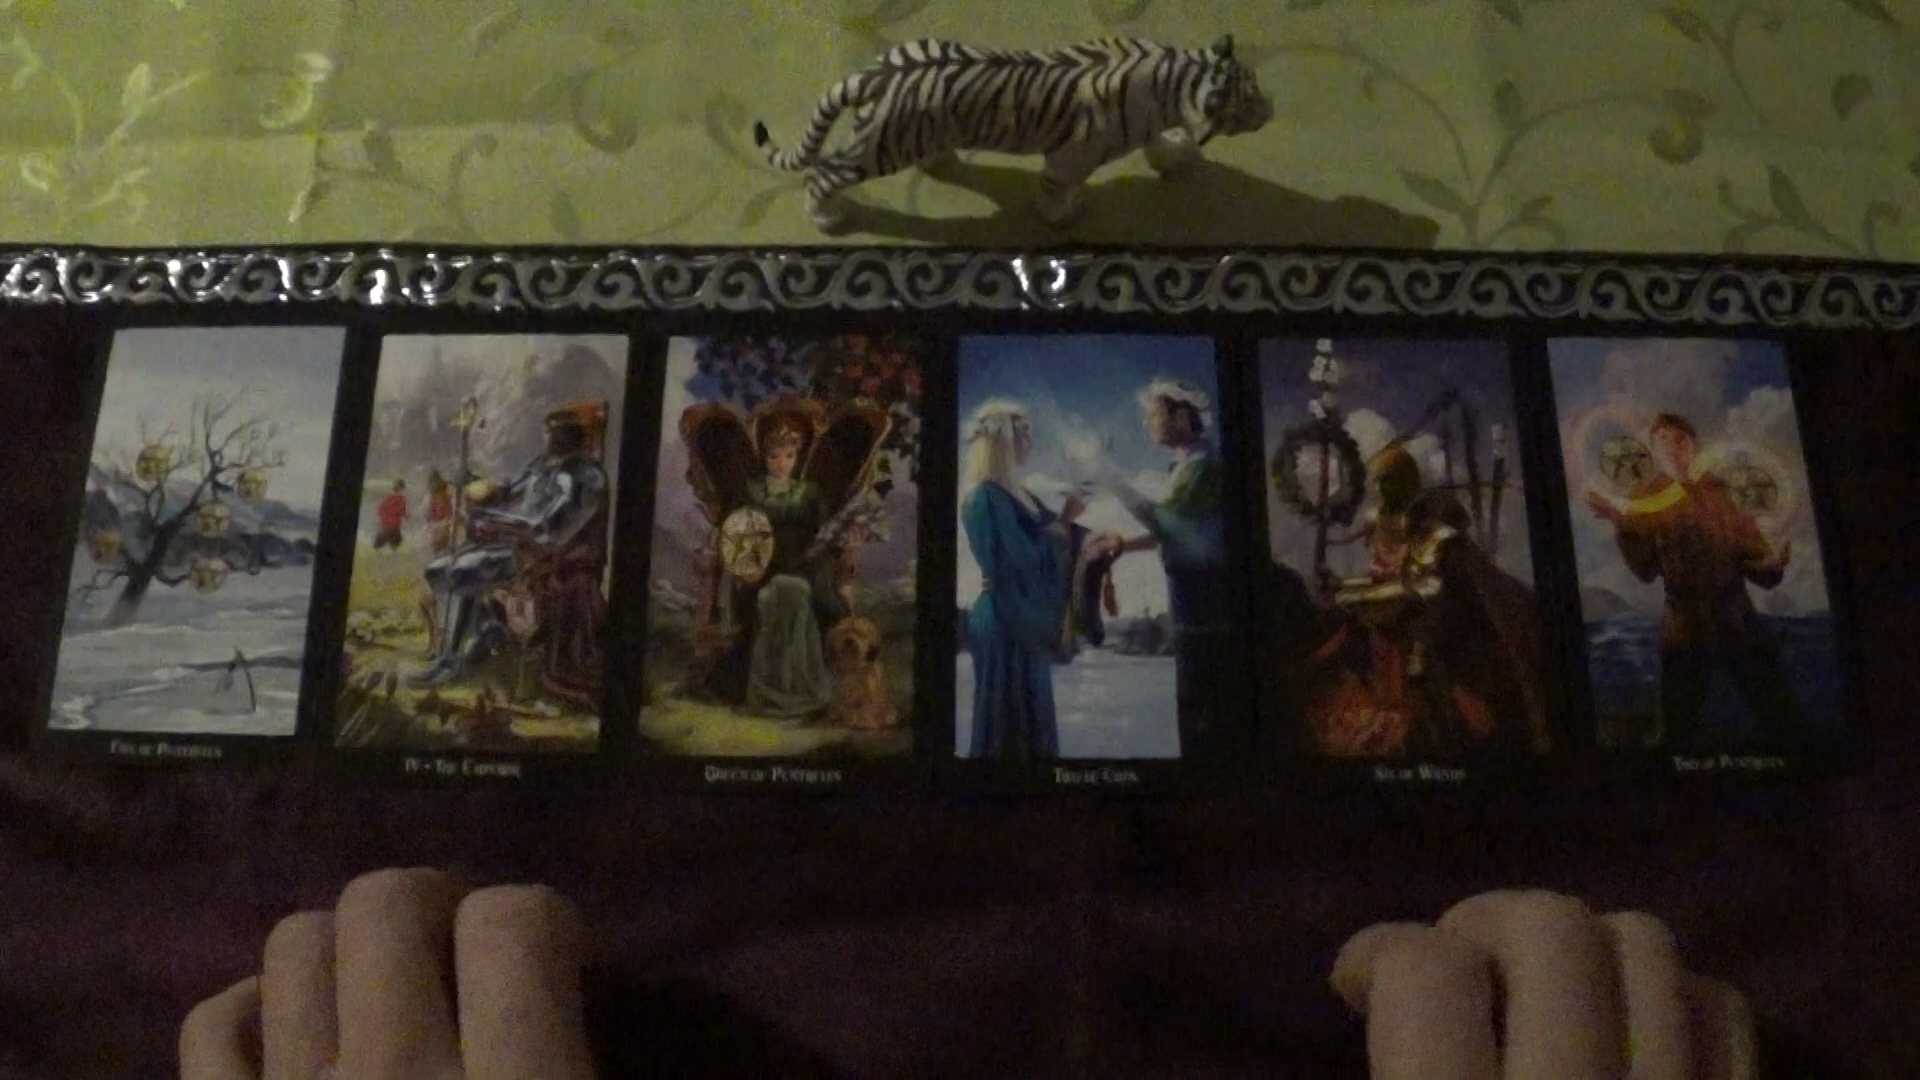 Five of Pentacles
IV • The Emperor
Queen of Pentacles
Two of Cups
Six of Wands
Two of Pentacles